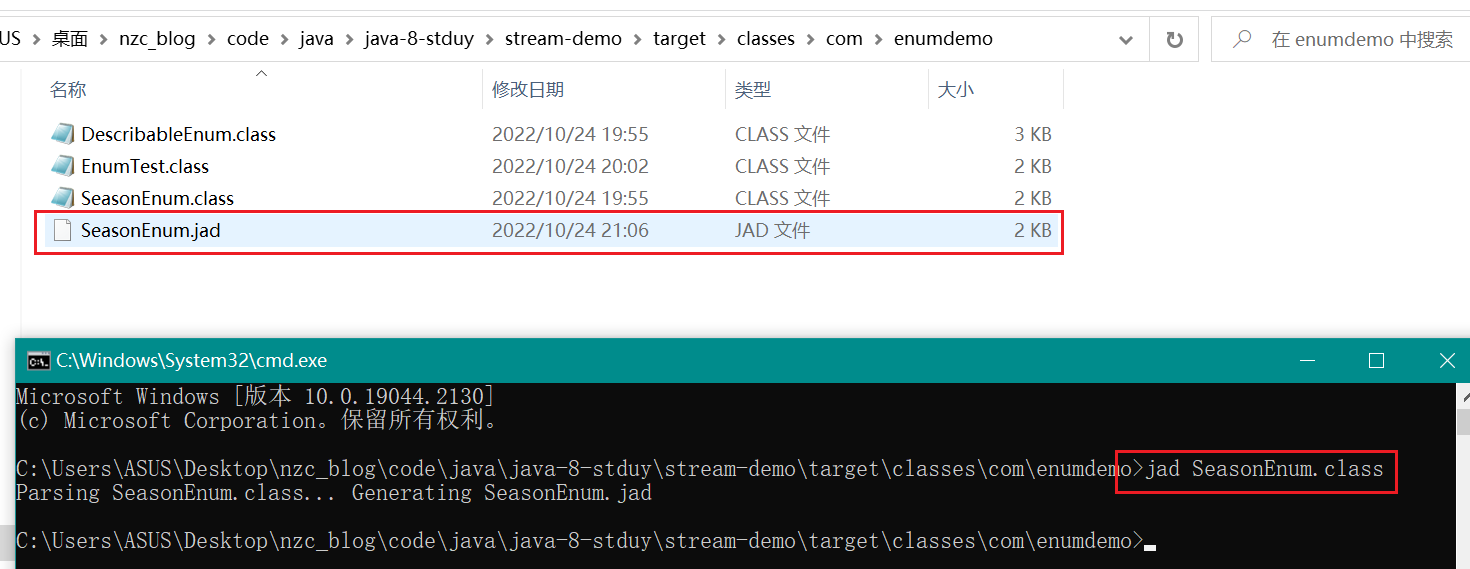 US > 桌面 > nzc_blog > code > java > java-8-stduy > stream-demo > target > classes > com > enumdemo 在 enumdemo 中搜索
名称 修改日期 类型 大小
DescribableEnum.class 2022/10/24 19:55 CLASS 文件 3 KB
EnumTest.class 2022/10/24 20:02 CLASS 文件 2 KB
SeasonEnum.class 2022/10/24 19:55 CLASS 文件 2 KB
SeasonEnum.jad 2022/10/24 21:06 JAD 文件 2 KB
C:\Windows\System32\cmd.exe
Microsoft Windows [版本 10.0.19044.2130]
(c) Microsoft Corporation。保留所有权利。
C:\Users\ASUS\Desktop\nzc_blog\code\java\java-8-stduy\stream-demo\target\classes\com\enumdemo>jad SeasonEnum.class
Parsing SeasonEnum.class... Generating SeasonEnum.jad
C:\Users\ASUS\Desktop\nzc_blog\code\java\java-8-stduy\stream-demo\target\classes\com\enumdemo>